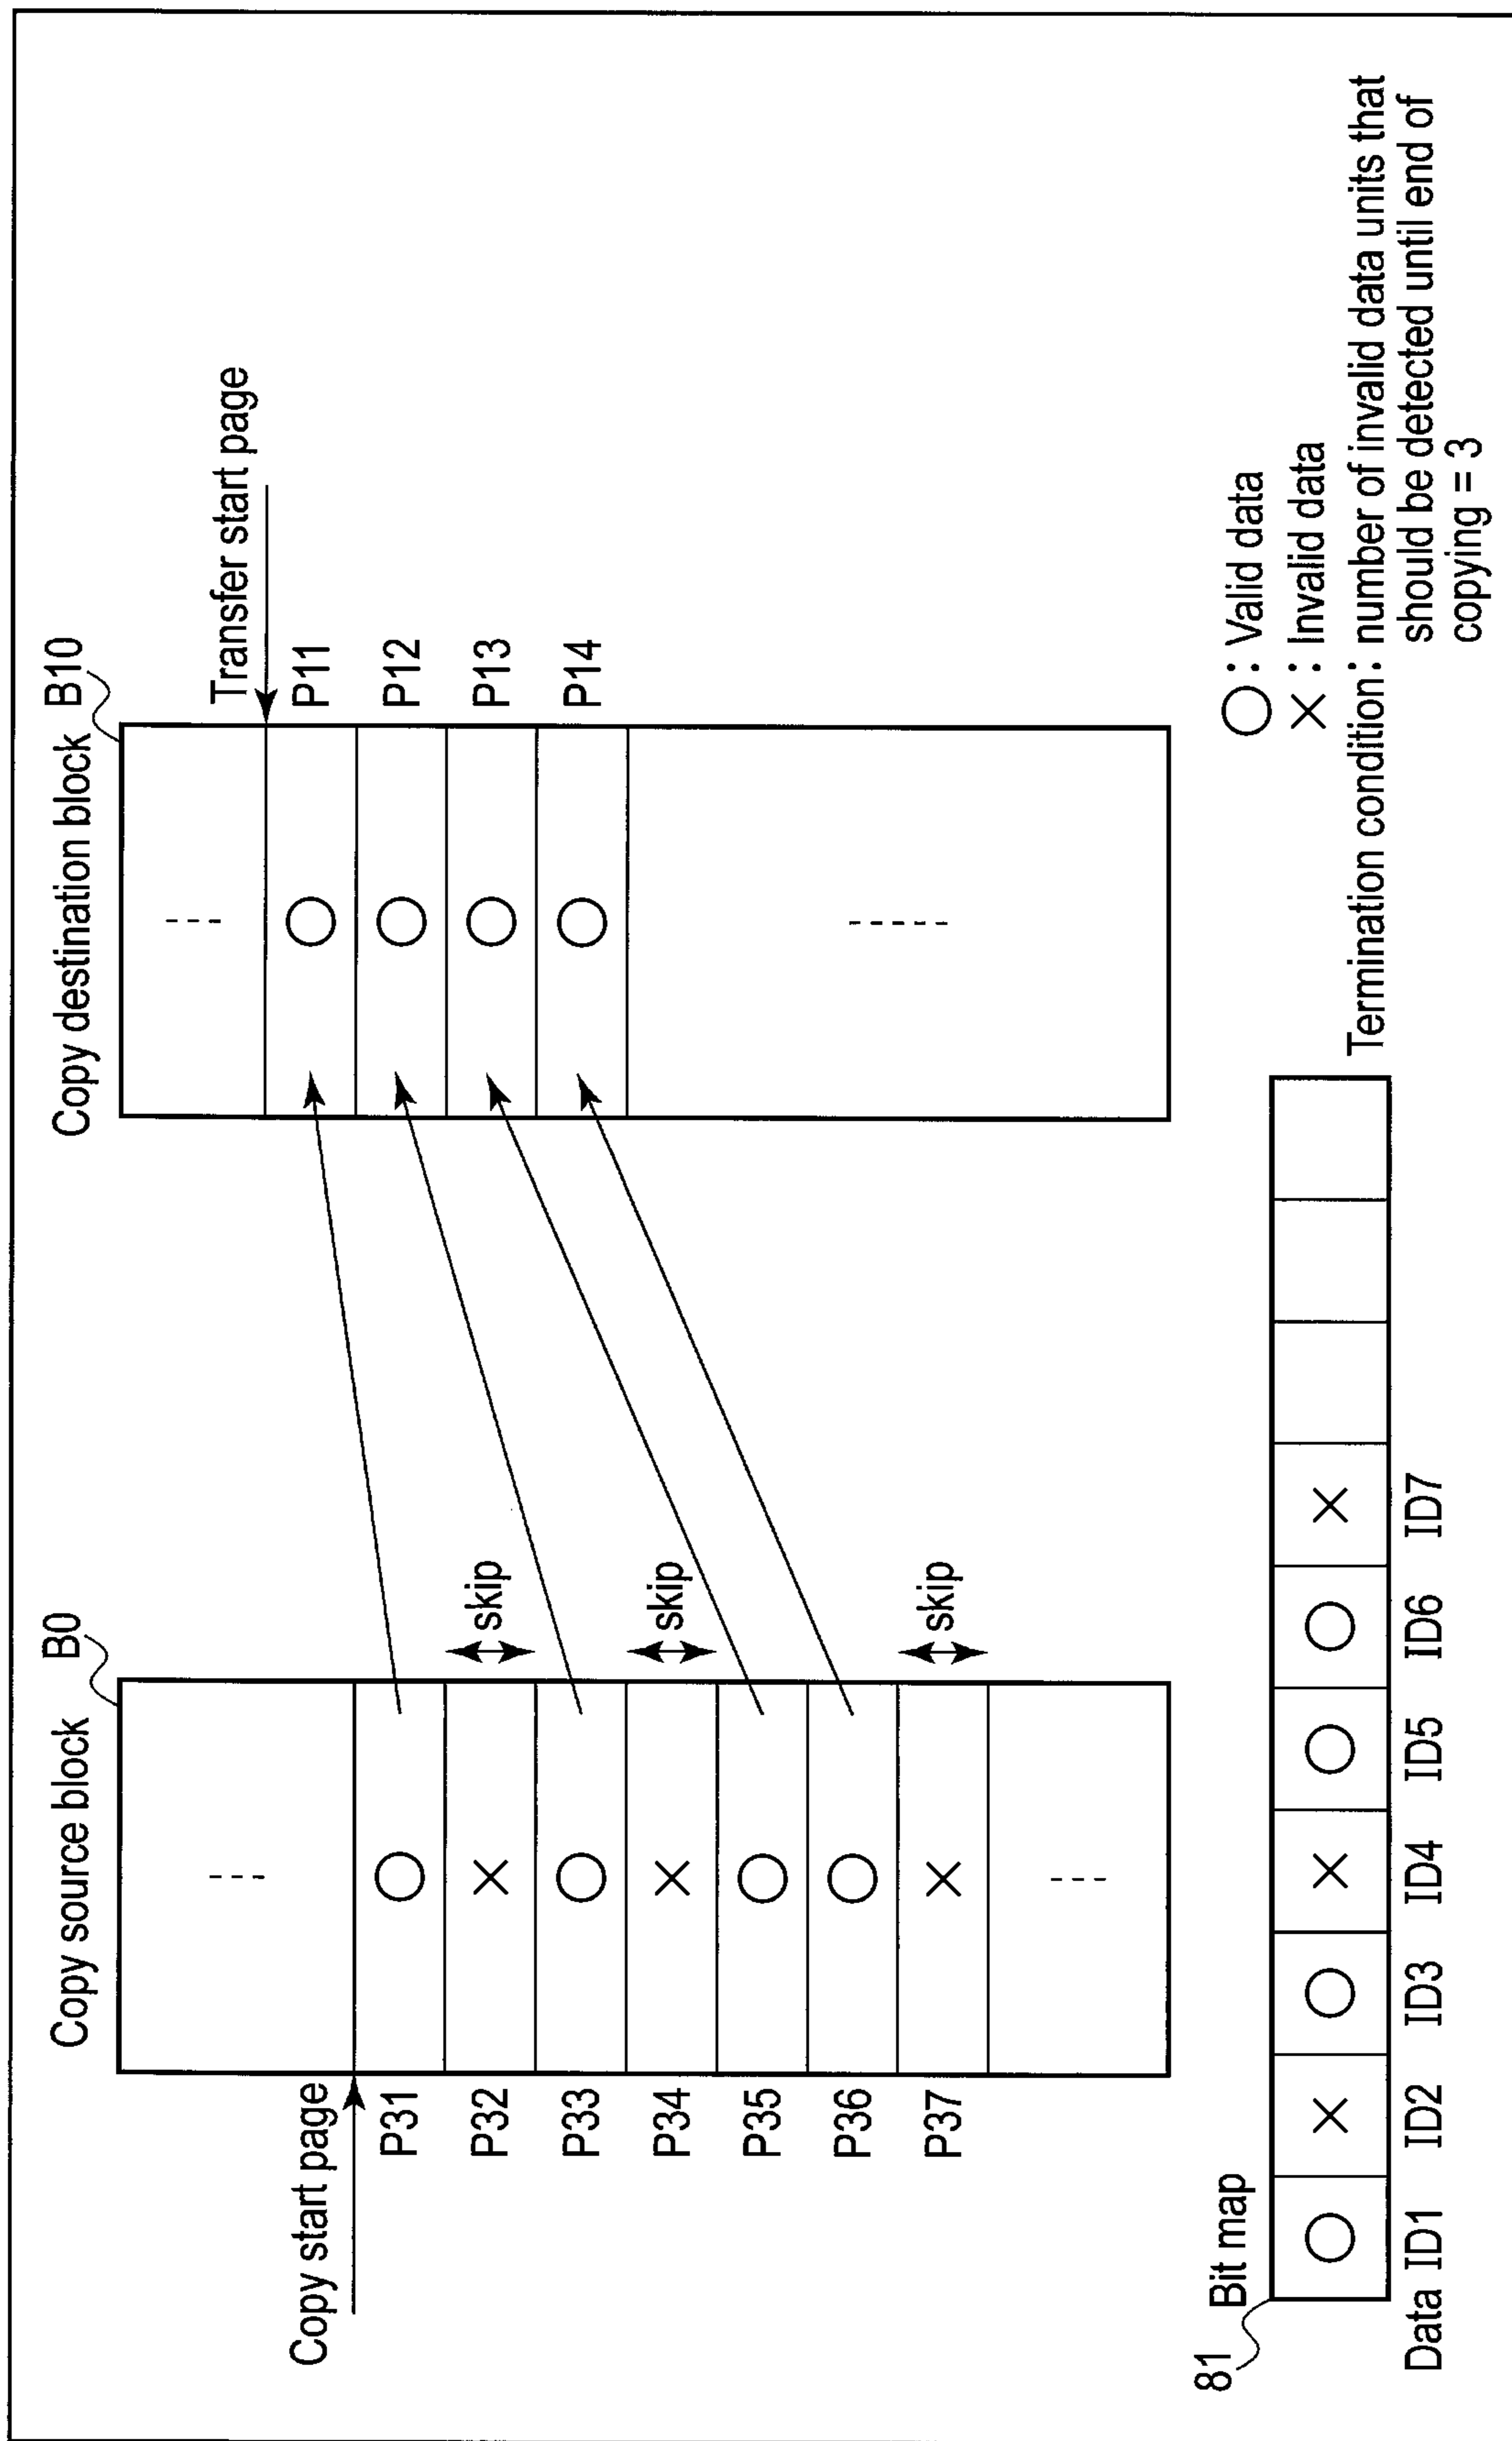 Copy source block
B0
Copy destination block
B10
Copy start page
Transfer start page
P31
P32
skip
P33
P34
skip
P35
P36
P37
skip
P11
P12
P13
P14
81
Bit map
Data ID1 ID2 ID3 ID4 ID5 ID6 ID7
○ : Valid data
× : Invalid data
Termination condition : number of invalid data units that
should be detected until end of
copying = 3